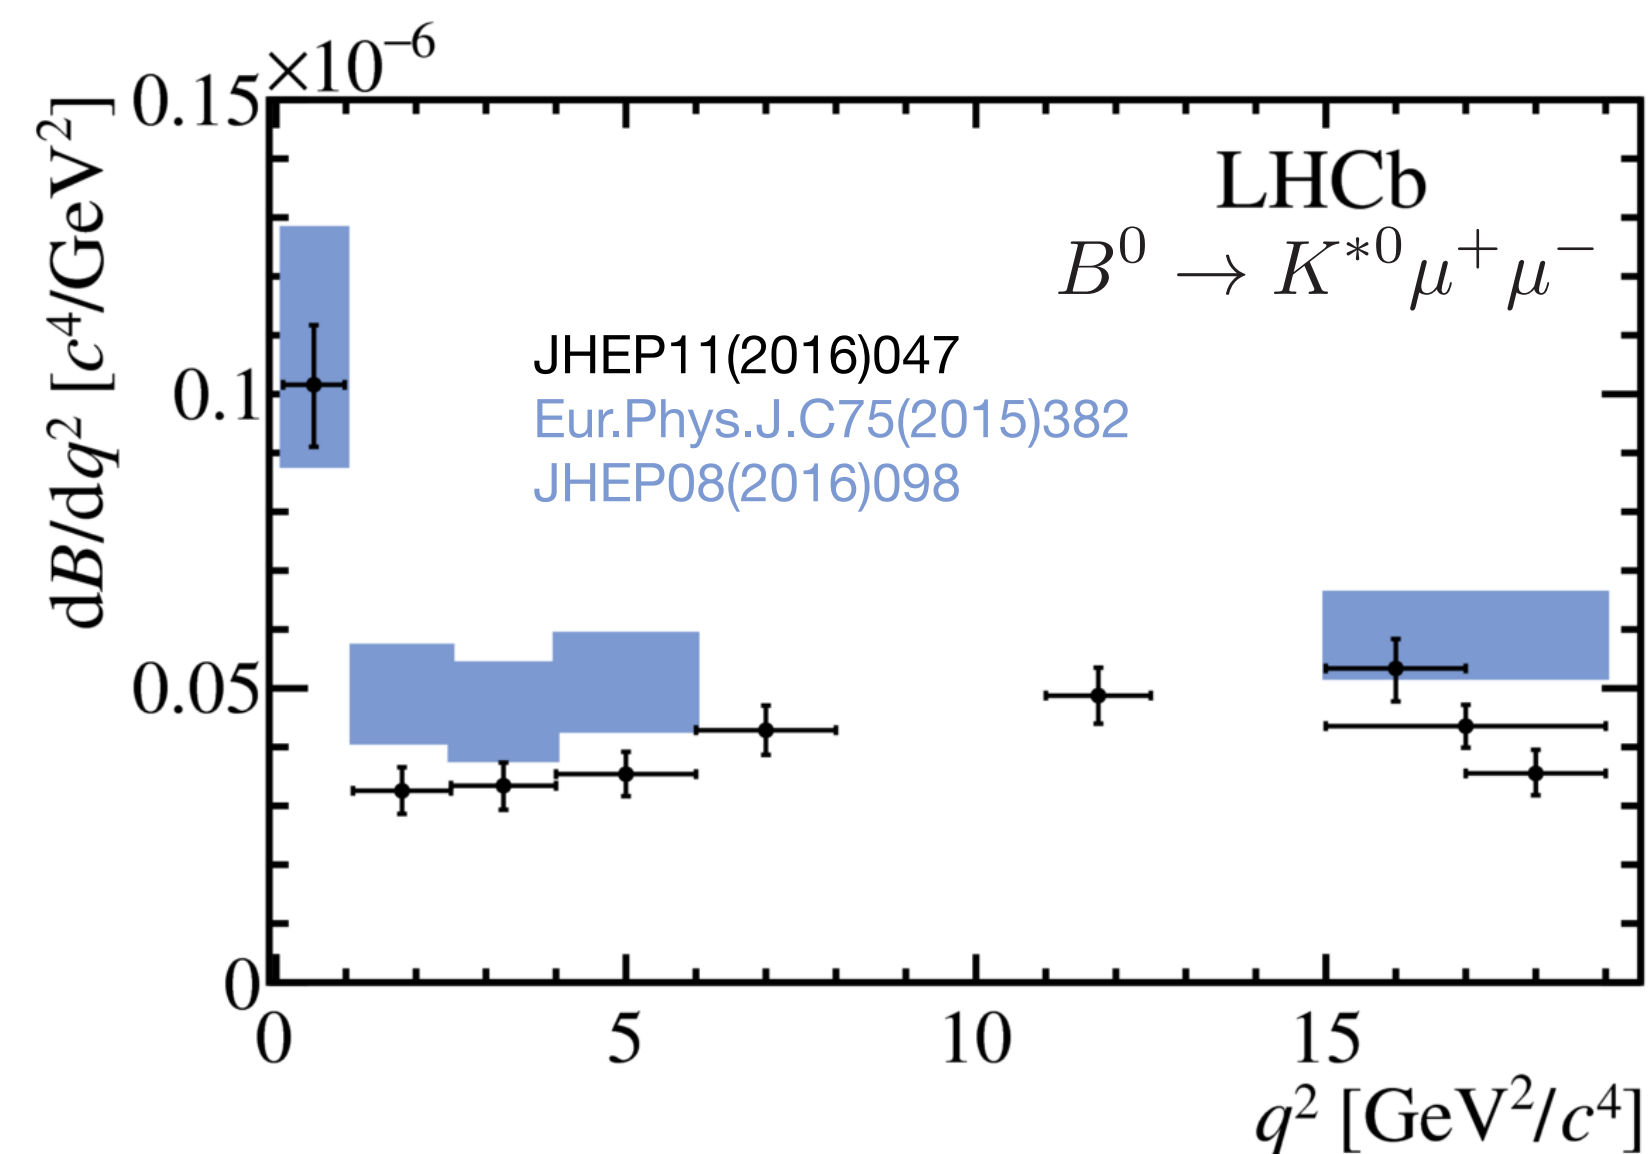 ×10⁻⁶
0.15
0.1
0.05
0
dB/dq² [c⁴/GeV²]
LHCb
B⁰ → K*⁰μ⁺μ⁻
JHEP11(2016)047
Eur.Phys.J.C75(2015)382
JHEP08(2016)098
0 5 10 15
q² [GeV²/c⁴]